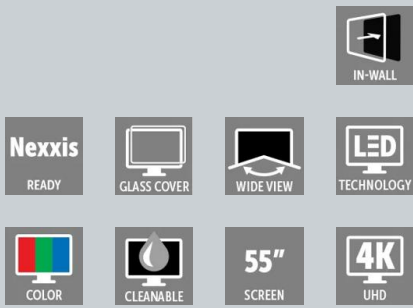 IN-WALL
Nexxis
READY
GLASS COVER
WIDE VIEW
LED
TECHNOLOGY
COLOR
CLEANABLE
55"
SCREEN
4K
UHD